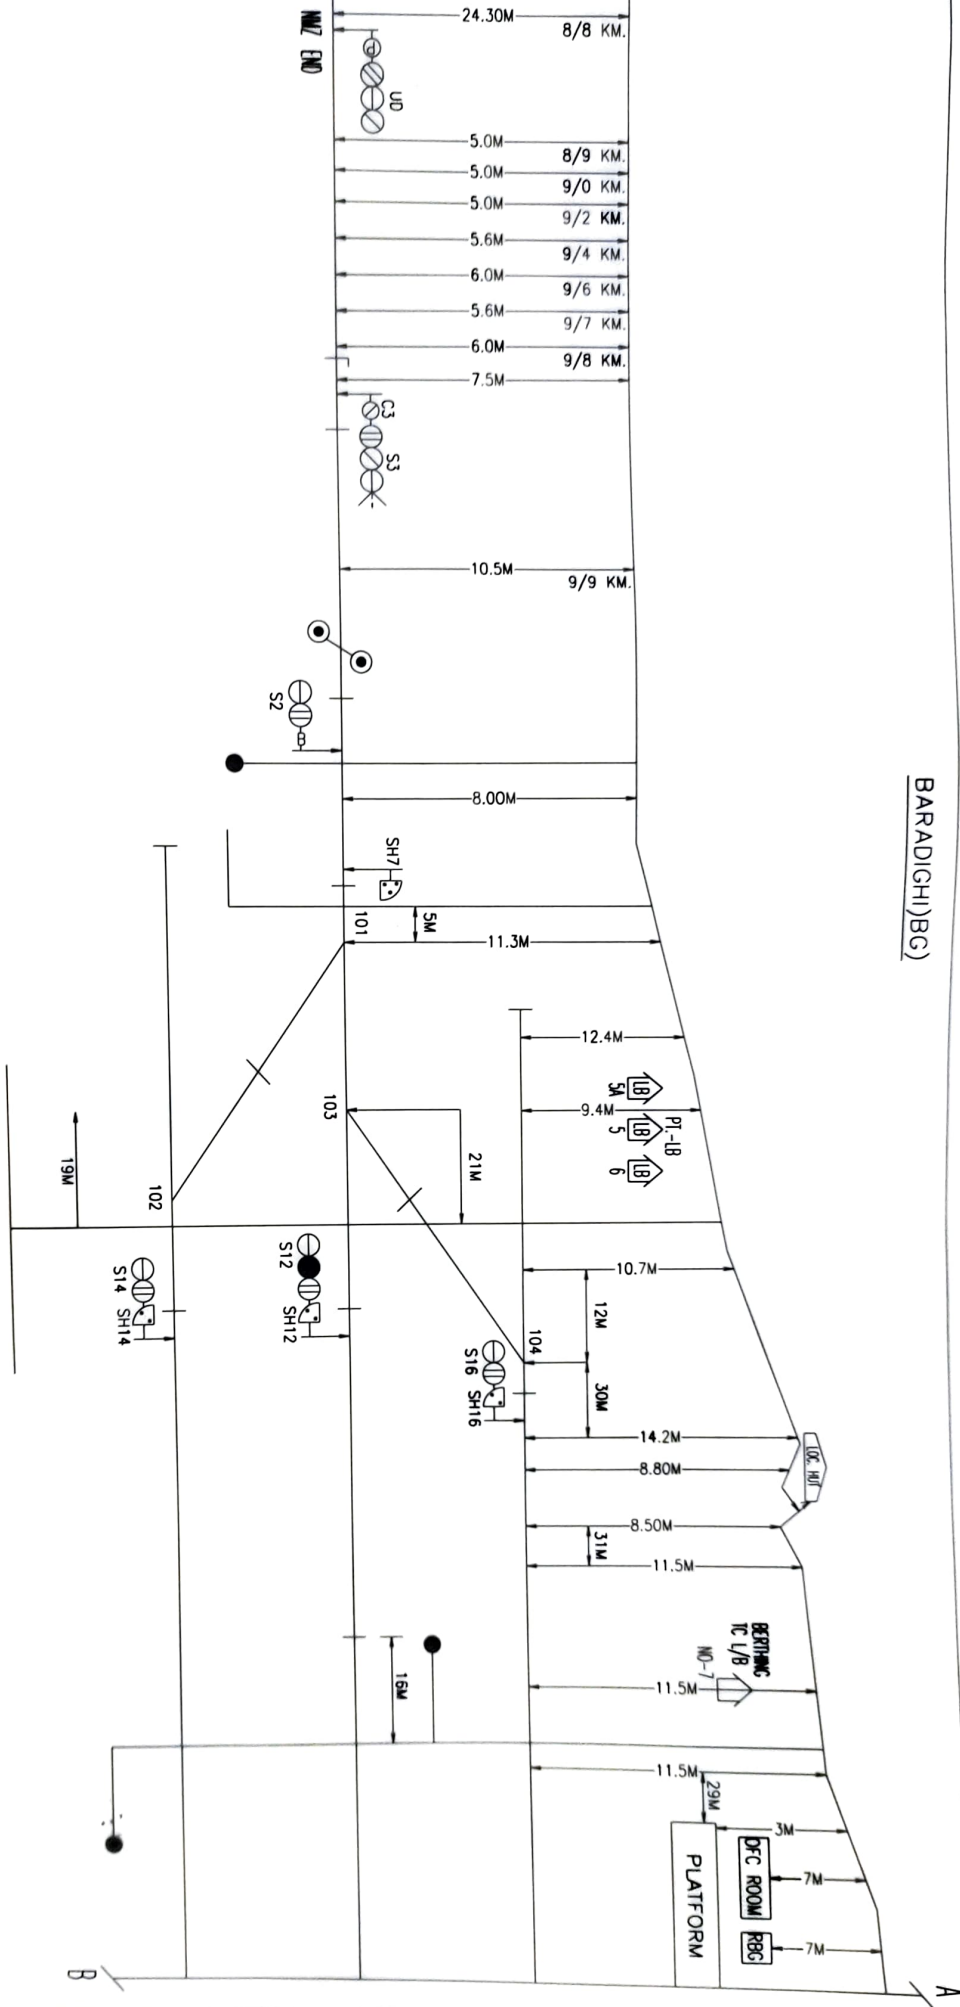 24.30M
8/8 KM.
NMZ END
UD
5.0M
8/9 KM.
5.0M
9/0 KM.
5.0M
9/2 KM.
5.6M
9/4 KM.
6.0M
9/6 KM.
5.6M
9/7 KM.
6.0M
9/8 KM.
7.5M
C3
S3
10.5M
9/9 KM.
S2
B
8.00M
BARADIGHI)BG)
SH7
101
5M
11.3M
12.4M
9.4M
LB
5A
LB
5
PT.-LB
LB
6
103
21M
19M
102
S14
SH14
S12
SH12
10.7M
12M
104
30M
S16
SH16
14.2M
LOC. HUT
8.80M
8.50M
31M
11.5M
BERTHING
TC L/B
NO-7
11.5M
16M
11.5M
29M
3M
PLATFORM
OFC ROOM
7M
RBG
7M
B
A